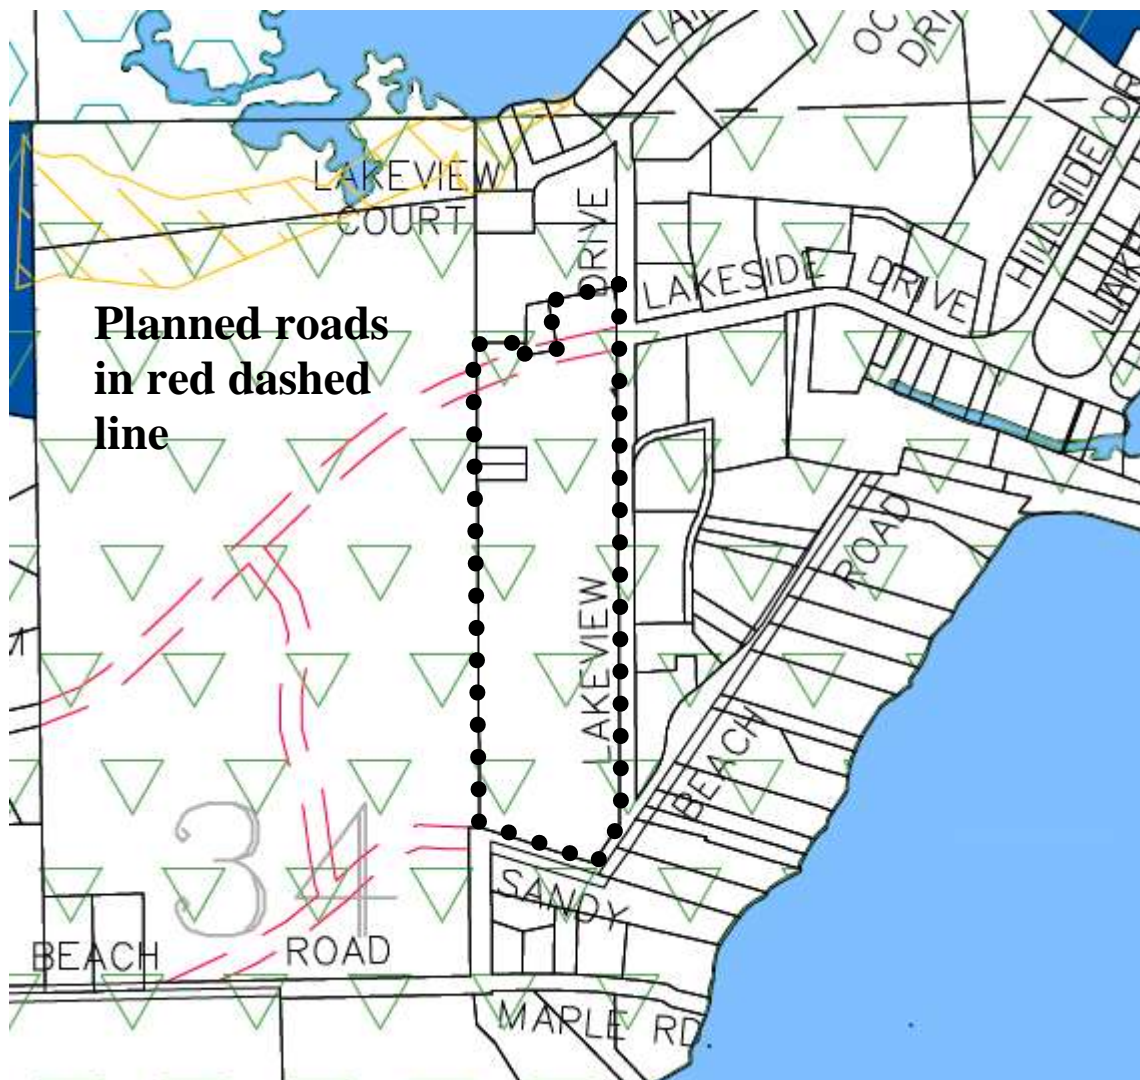 LAKEVIEW
COURT
DRIVE
LAKESIDE DRIVE
HILLSIDE DR
Planned roads
in red dashed
line
ROAD
LAKEVIEW
BEACH
34
SANDY
BEACH ROAD
MAPLE RD